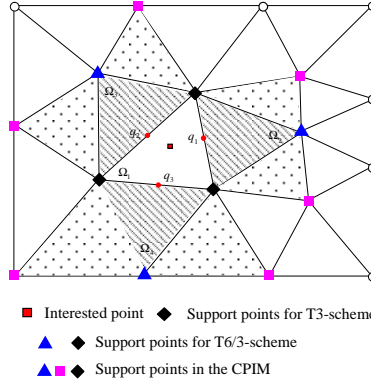 Ω3
q2
q1
Ω2
Ω1
q3
Ω4
Interested point
Support points for T3-scheme
Support points for T6/3-scheme
Support points in the CPIM